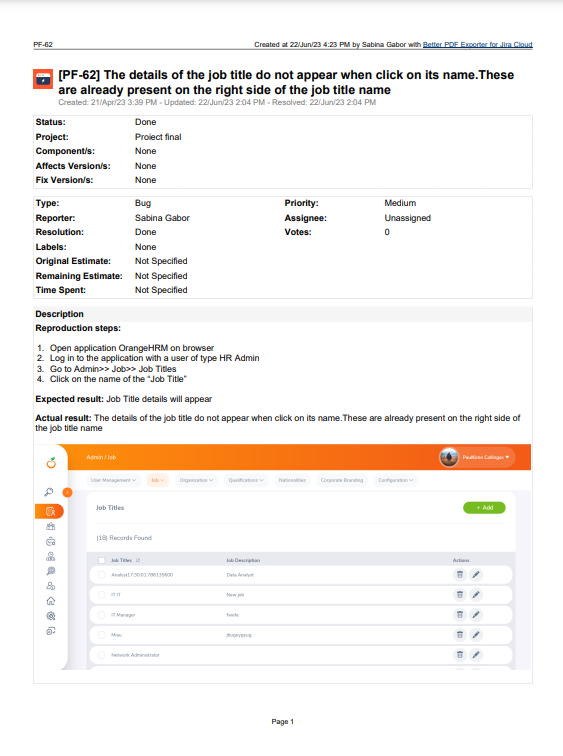 PF-62
Created at 22/Jun/23 4:23 PM by Sabina Gabor with Better PDF Exporter for Jira Cloud
[PF-62] The details of the job title do not appear when click on its name.These
are already present on the right side of the job title name
Created: 21/Apr/23 3:39 PM - Updated: 22/Jun/23 2:04 PM - Resolved: 22/Jun/23 2:04 PM
Status: Done
Project: Proiect final
Component/s: None
Affects Version/s: None
Fix Version/s: None
Type: Bug Priority: Medium
Reporter: Sabina Gabor Assignee: Unassigned
Resolution: Done Votes: 0
Labels: None
Original Estimate: Not Specified
Remaining Estimate: Not Specified
Time Spent: Not Specified
Description
Reproduction steps:
1. Open application OrangeHRM on browser
2. Log in to the application with a user of type HR Admin
3. Go to Admin>> Job>> Job Titles
4. Click on the name of the “Job Title”
Expected result: Job Title details will appear
Actual result: The details of the job title do not appear when click on its name.These are already present on the right side of
the job title name
Admin / Job
User Management Job Organization Qualifications Nationalities Corporate Branding Configuration
Job Titles
+ Add
(18) Records Found
Job Titles Job Description Actions
Data Analyst
IT IT New job
IT Manager
Miau
Network Administrator
Page 1